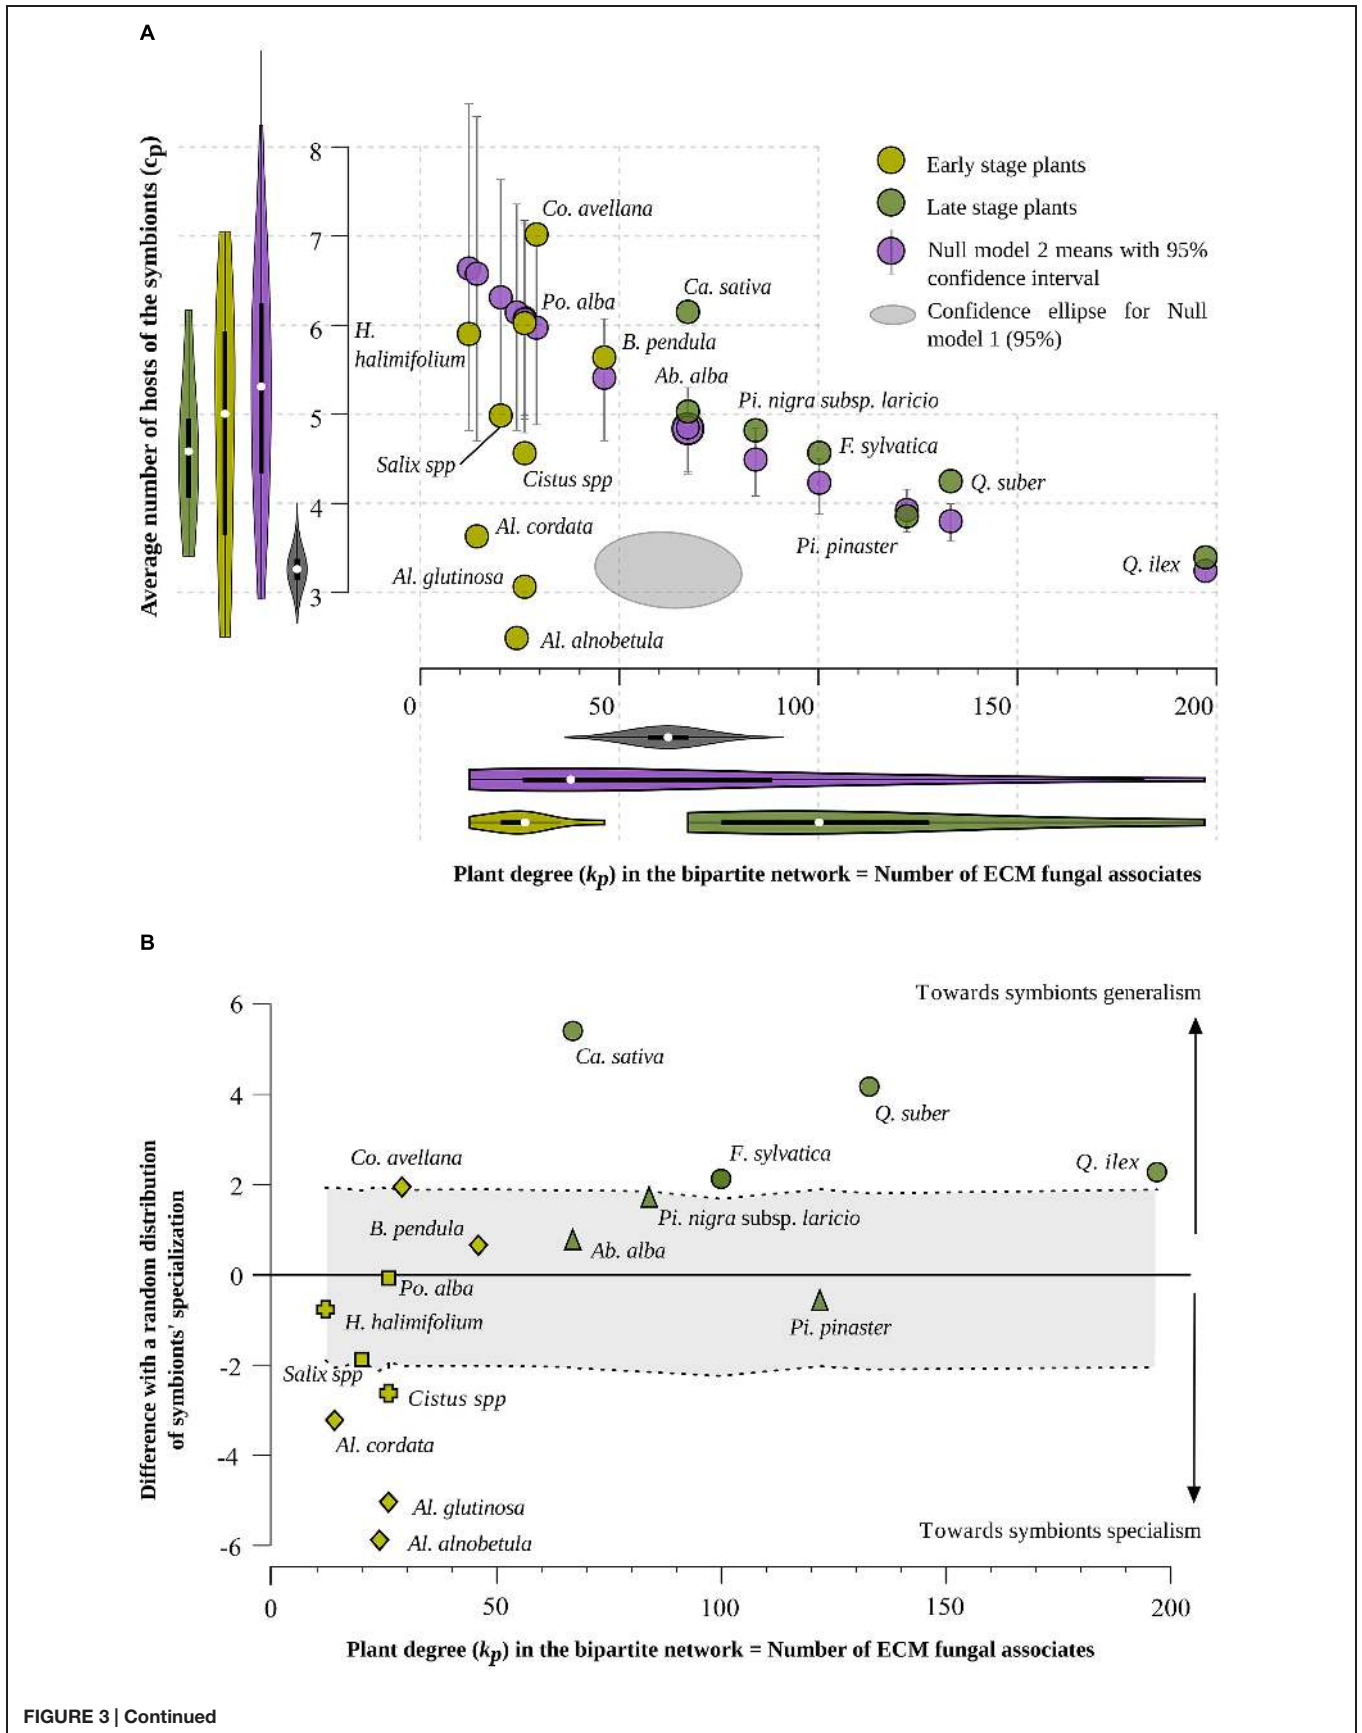 A
Average number of hosts of the symbionts (cp)
8
7
6
5
4
3
Early stage plants
Late stage plants
Null model 2 means with 95%
confidence interval
Confidence ellipse for Null
model 1 (95%)
Co. avellana
Ca. sativa
Po. alba
H.
halimifolium
B. pendula
Ab. alba
Pi. nigra subsp. laricio
F. sylvatica
Salix spp
Cistus spp
Q. suber
Al. cordata
Pi. pinaster
Q. ilex
Al. glutinosa
Al. alnobetula
0
50
100
150
200
Plant degree (kp) in the bipartite network = Number of ECM fungal associates
B
Difference with a random distribution
of symbionts' specialization
6
4
2
0
-2
-4
-6
Towards symbionts generalism
Ca. sativa
Q. suber
Co. avellana
F. sylvatica
Q. ilex
B. pendula
Pi. nigra subsp. laricio
Ab. alba
Po. alba
H. halimifolium
Pi. pinaster
Salix spp
Cistus spp
Al. cordata
Al. glutinosa
Al. alnobetula
Towards symbionts specialism
0
50
100
150
200
Plant degree (kp) in the bipartite network = Number of ECM fungal associates
FIGURE 3 | Continued